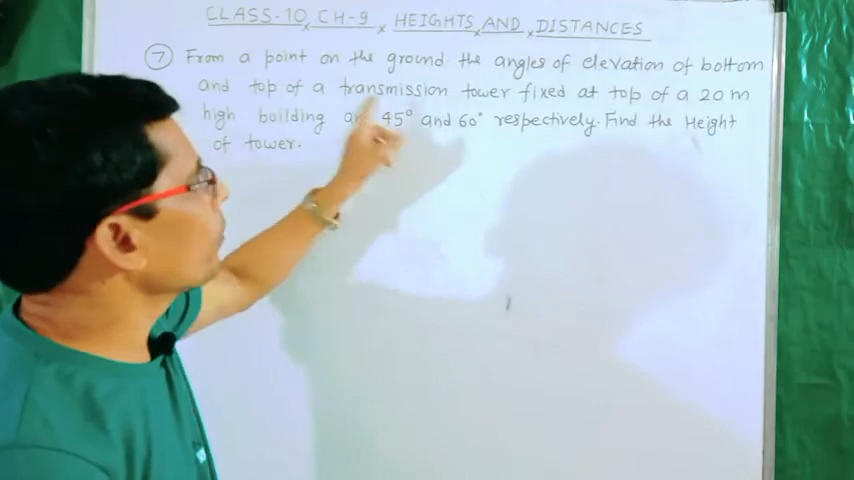 CLASS-10 CH-9 HEIGHTS AND DISTANCES
7 From a point on the ground the angles of elevation of bottom
and top of a transmission tower fixed at top of a 20 m
high building 45° and 60° respectively. Find the Height
of tower.